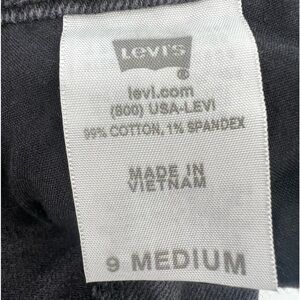 LEVI'S
®
levi.com
(800) USA-LEVI
99% COTTON, 1% SPANDEX
MADE IN
VIETNAM
9 MEDIUM